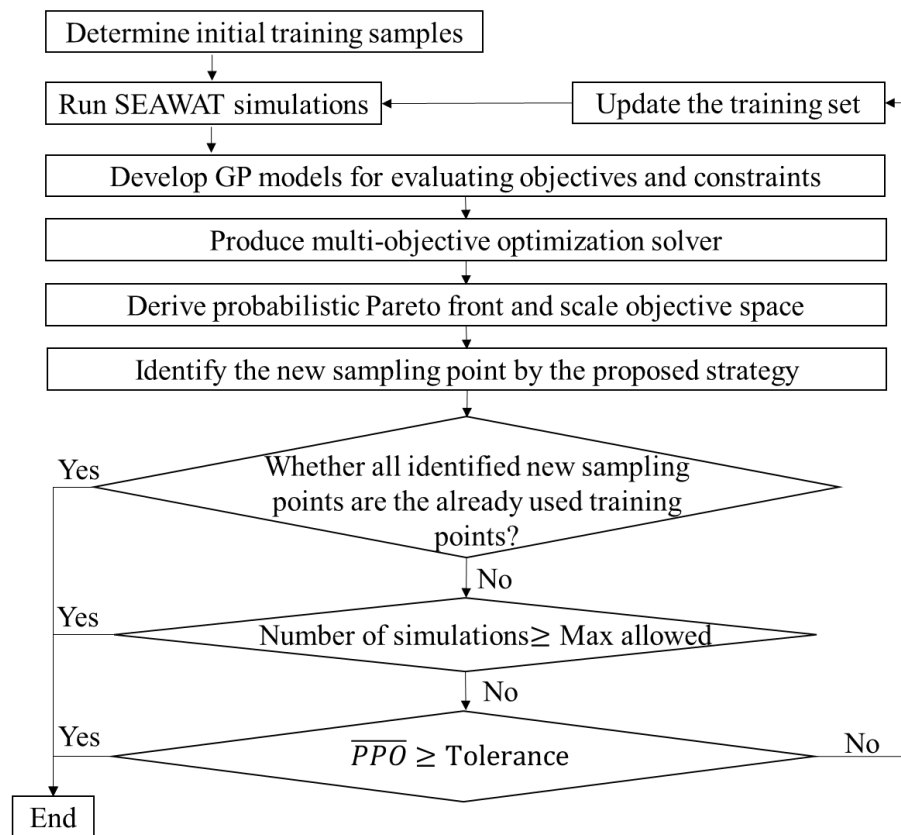 Determine initial training samples
Run SEAWAT simulations
Update the training set
Develop GP models for evaluating objectives and constraints
Produce multi-objective optimization solver
Derive probabilistic Pareto front and scale objective space
Identify the new sampling point by the proposed strategy
Yes
Whether all identified new sampling
points are the already used training
points?
No
Yes
Number of simulations≥ Max allowed
No
Yes
$\overline{PPO}$ ≥ Tolerance
No
End